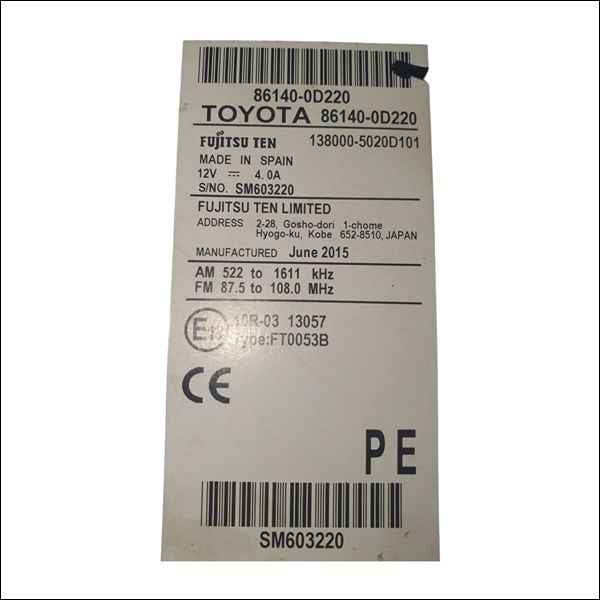 86140-0D220
TOYOTA 86140-0D220
FUJITSU TEN 138000-5020D101
MADE IN SPAIN
12V ⎓ 4.0A
S/NO. SM603220
FUJITSU TEN LIMITED
ADDRESS 2-28, Gosho-dori 1-chome
Hyogo-ku, Kobe 652-8510, JAPAN
MANUFACTURED June 2015
AM 522 to 1611 kHz
FM 87.5 to 108.0 MHz
10R-03 13057
Type:FT0053B
CE
PE
SM603220